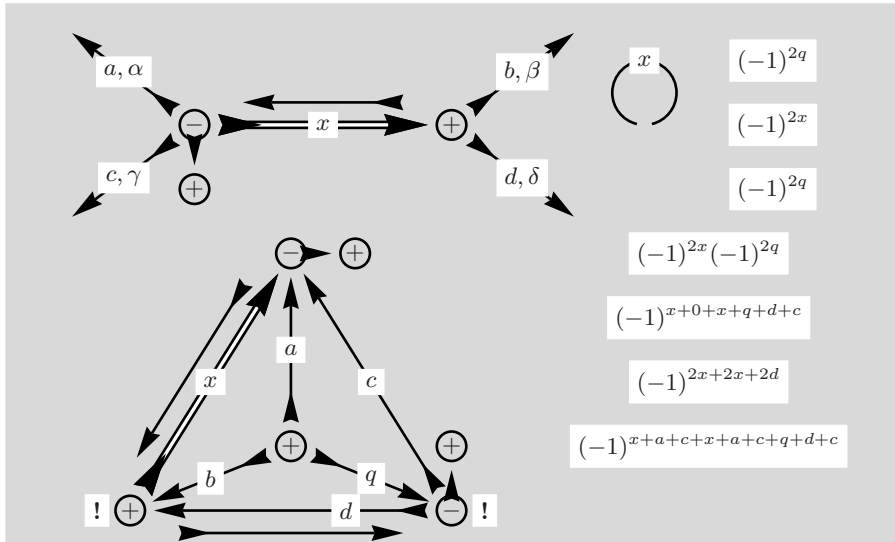 a, α
b, β
x
(−1)^{2q}
−
x
+
(−1)^{2x}
c, γ
+
d, δ
(−1)^{2q}
− +
(−1)^{2x}(−1)^{2q}
(−1)^{x+0+x+q+d+c}
a
x
c
(−1)^{2x+2x+2d}
+
+
(−1)^{x+a+c+x+a+c+q+d+c}
b
q
! +
d
− !